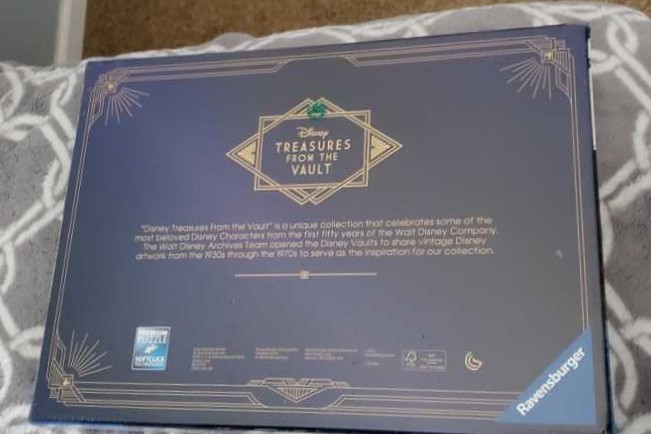 Disney
TREASURES
FROM THE
VAULT
"Disney Treasures From the Vault" is a unique collection that celebrates some of the
most beloved Disney Characters from the first fifty years of the Walt Disney Company.
The Walt Disney Archives Team opened the Disney Vaults to share vintage Disney
artwork from the 1930s through the 1970s to serve as the inspiration for our collection.
PREMIUM
PUZZLE
SOFTCLICK
TECHNOLOGY
Ravensburger